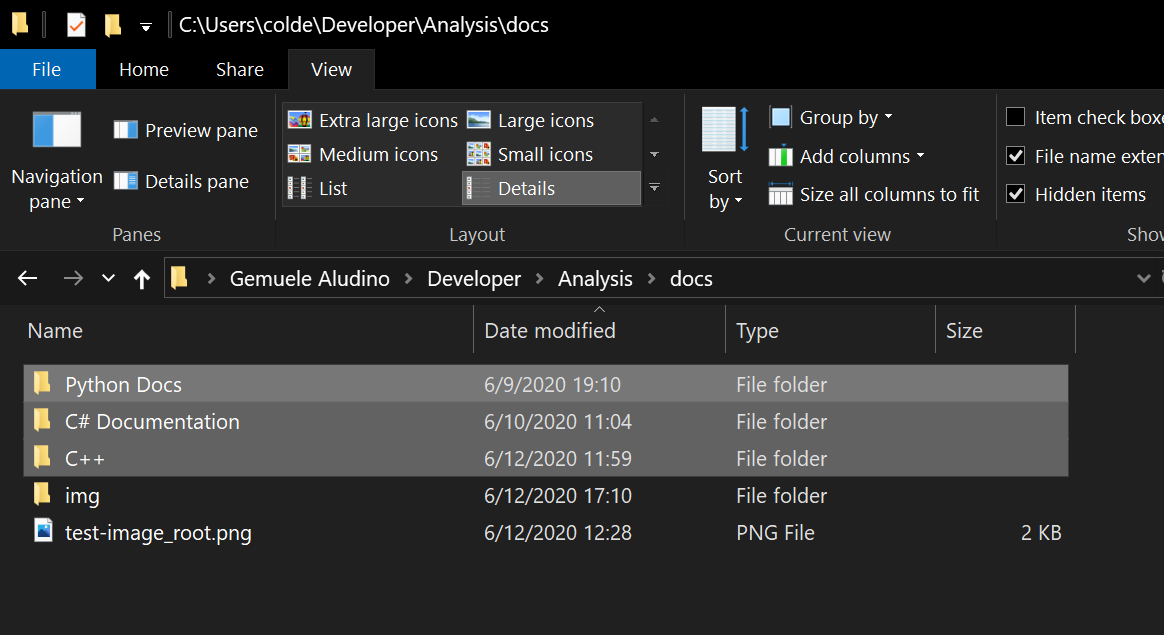 C:\Users\colde\Developer\Analysis\docs
File Home Share View
Preview pane
Details pane
Navigation pane
Panes
Extra large icons Large icons
Medium icons Small icons
List Details
Layout
Sort by
Group by
Add columns
Size all columns to fit
Current view
Item check boxe
File name exten
Hidden items
Show
Gemuele Aludino Developer Analysis docs
Name Date modified Type Size
Python Docs 6/9/2020 19:10 File folder
C# Documentation 6/10/2020 11:04 File folder
C++ 6/12/2020 11:59 File folder
img 6/12/2020 17:10 File folder
test-image_root.png 6/12/2020 12:28 PNG File 2 KB